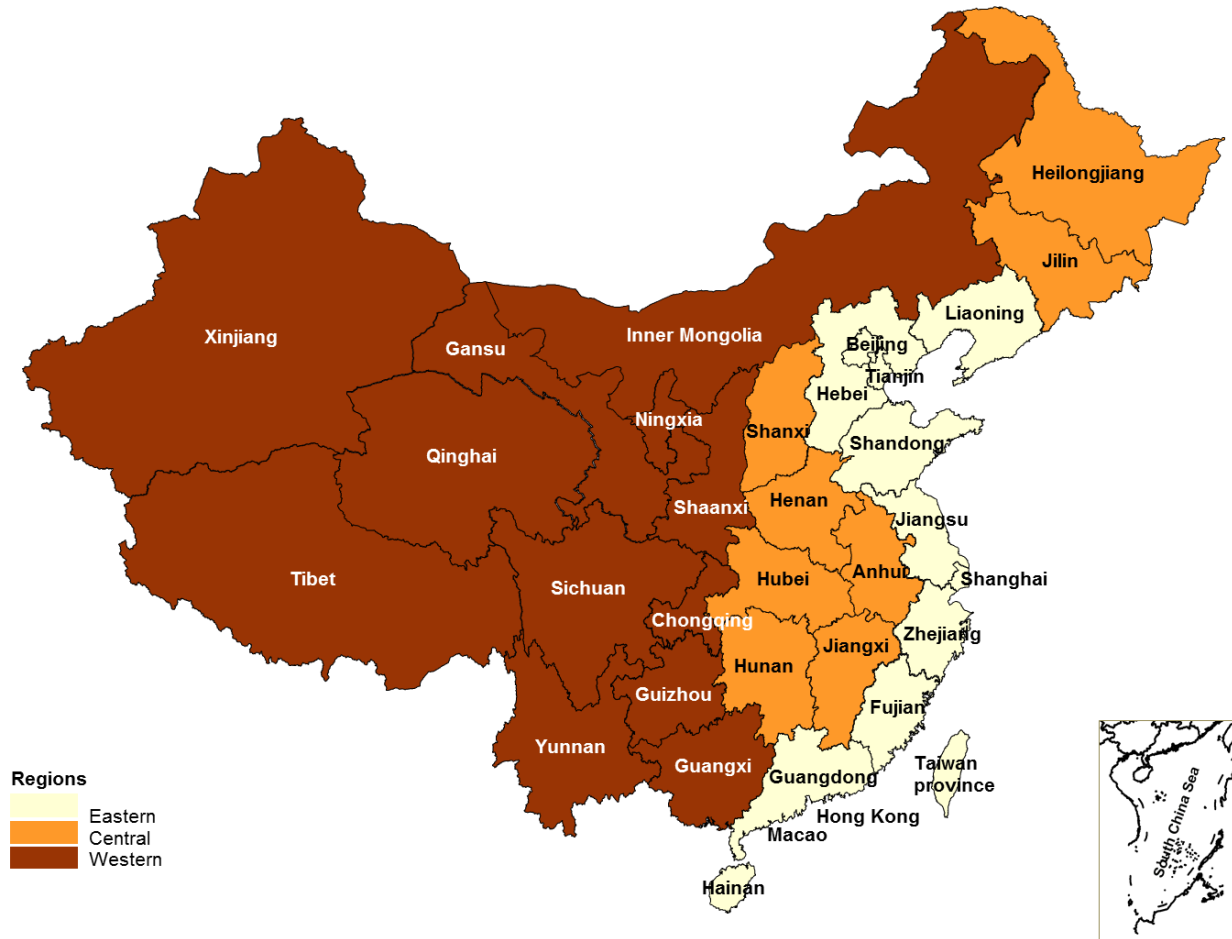 Heilongjiang
Jilin
Liaoning
Xinjiang
Inner Mongolia
Gansu
Beijing
Tianjin
Hebei
Ningxia
Shanxi
Shandong
Qinghai
Shaanxi
Henan
Jiangsu
Tibet
Sichuan
Hubei
Anhui
Shanghai
Chongqing
Zhejiang
Hunan
Jiangxi
Guizhou
Fujian
Yunnan
Guangxi
Guangdong
Taiwan
province
Hong Kong
Macao
Hainan
Regions
Eastern
Central
Western
South China Sea